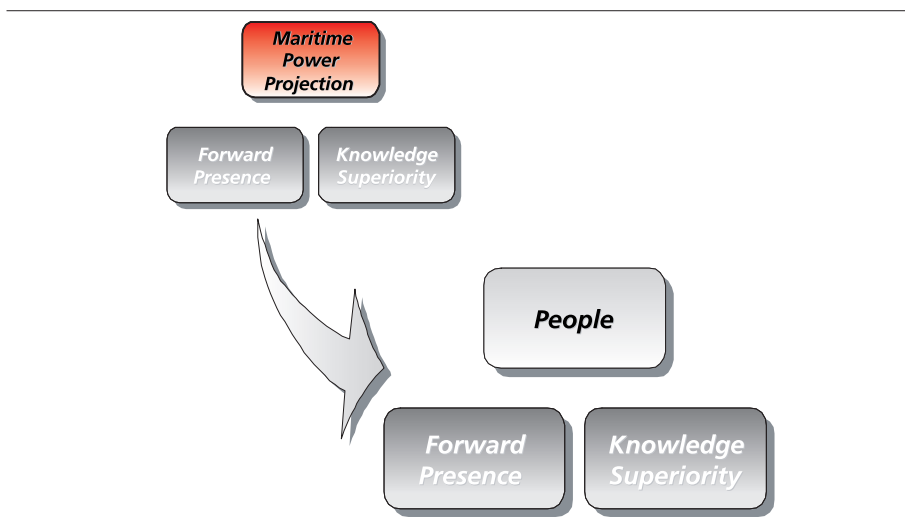 Maritime
Power
Projection
Forward
Presence
Knowledge
Superiority
People
Forward
Presence
Knowledge
Superiority